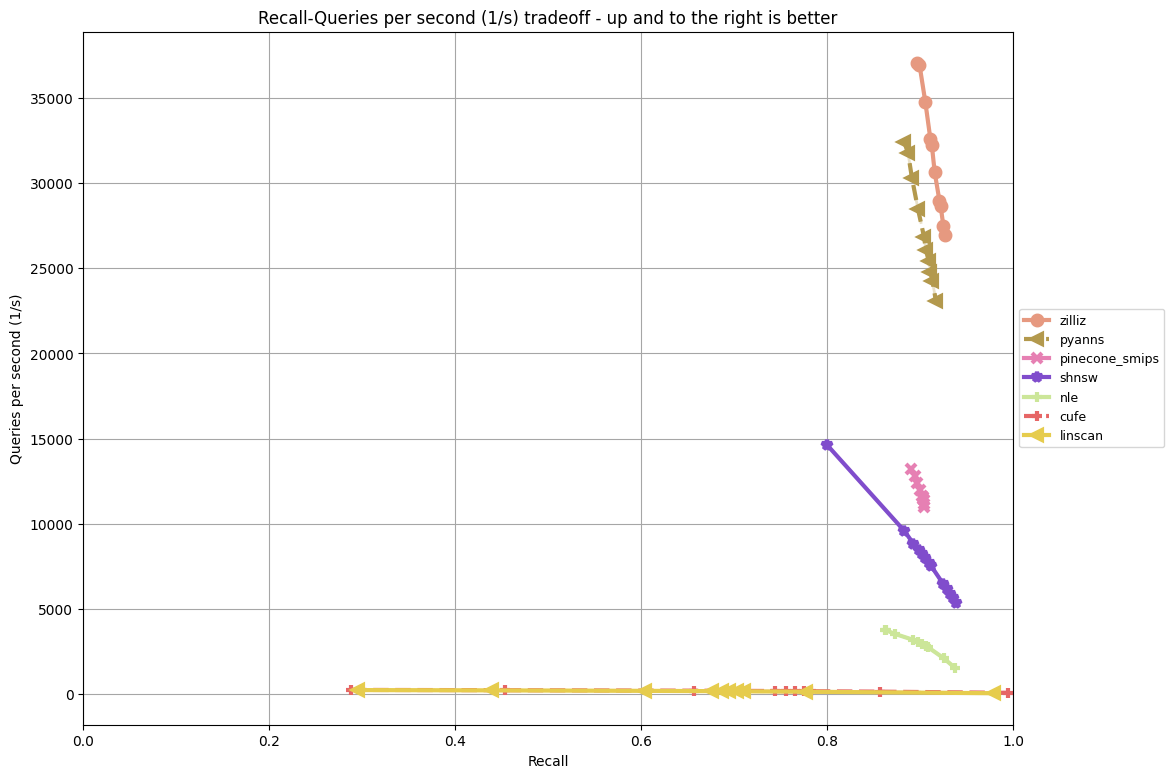 Recall-Queries per second (1/s) tradeoff - up and to the right is better
35000
30000
25000
20000
15000
10000
5000
0
Queries per second (1/s)
0.0 0.2 0.4 0.6 0.8 1.0
Recall
zilliz
pyanns
pinecone_smips
shnsw
nle
cufe
linscan